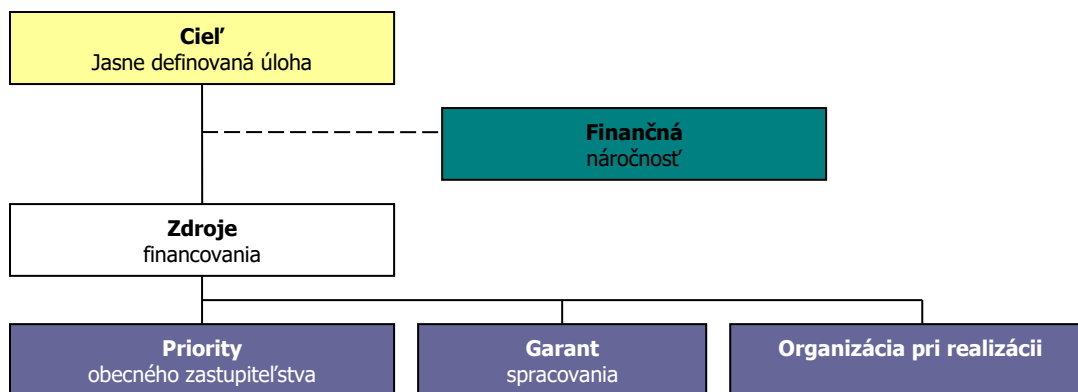 Cieľ
Jasne definovaná úloha
Finančná
náročnosť
Zdroje
financovania
Priority
obecného zastupiteľstva
Garant
spracovania
Organizácia pri realizácii